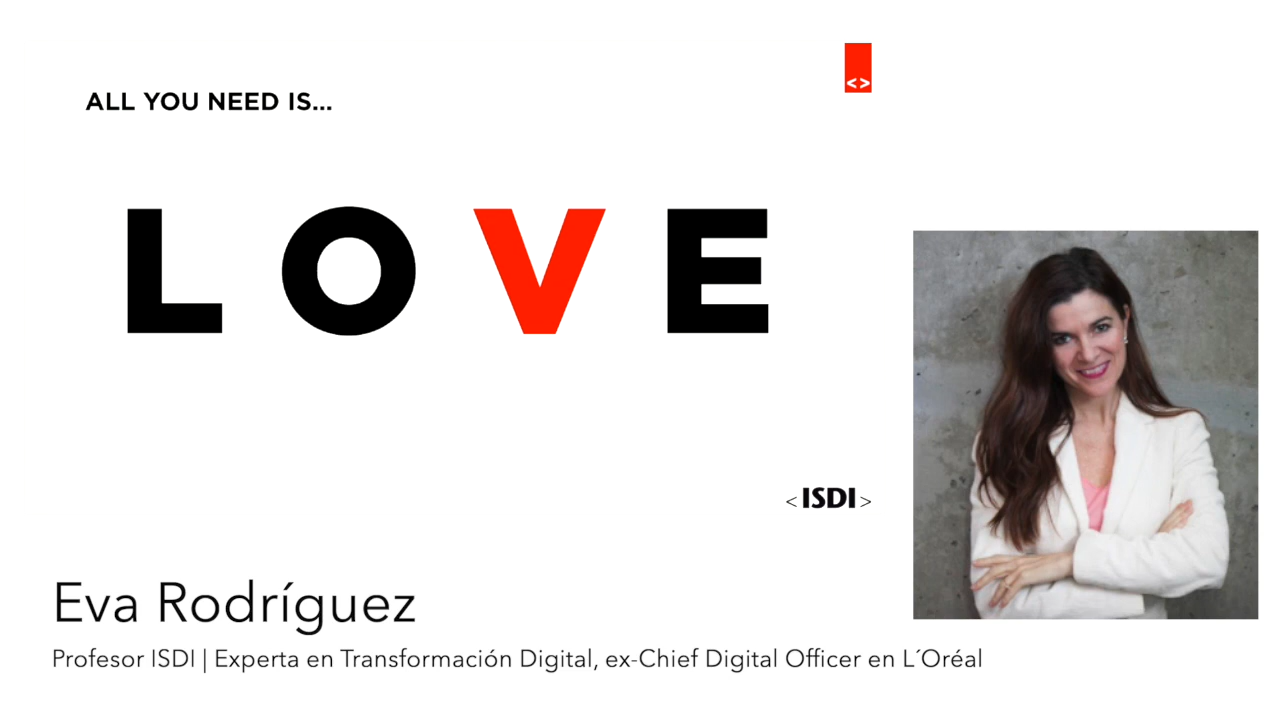 <>
ALL YOU NEED IS...
LOVE
<ISDI>
Eva Rodríguez
Profesor ISDI | Experta en Transformación Digital, ex-Chief Digital Officer en L´Oréal